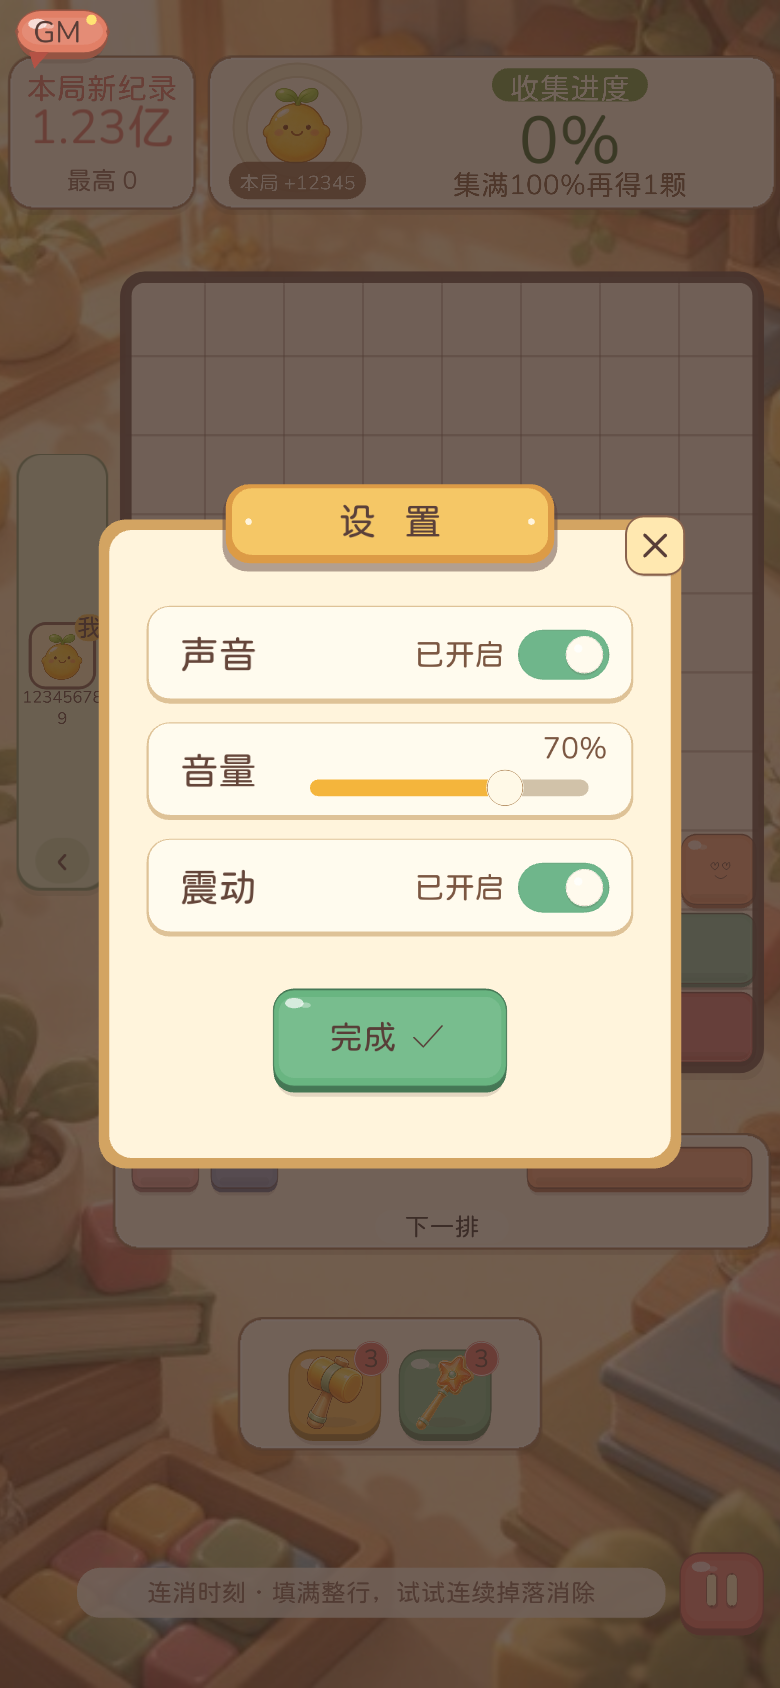 GM
本局新纪录
1.23亿
最高 0
本局 +12345
收集进度
0%
集满100%再得1颗
设 置
声音 已开启
音量 70%
震动 已开启
完成
我
12345678
9
下一排
3
3
连消时刻·填满整行，试试连续掉落消除